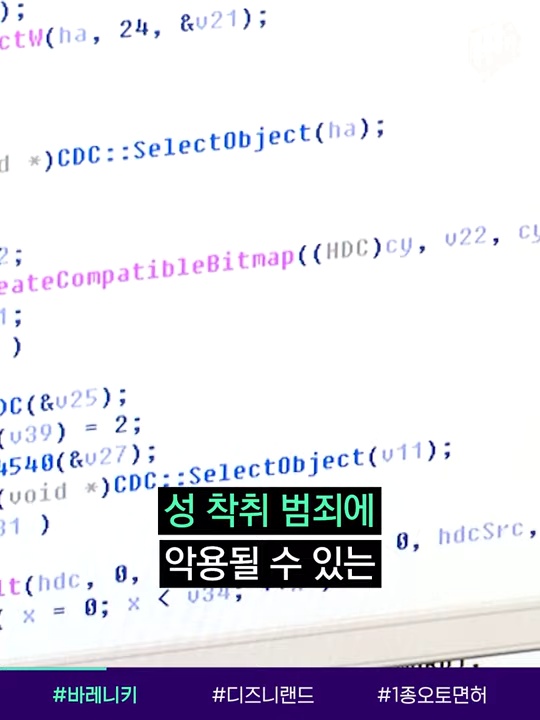 );
ctW(ha, 24, &v21);
d *)CDC::SelectObject(ha);
2;
eateCompatibleBitmap((HDC)cy, v22, cy
1;
)
DC(&v25);
(v39) = 2;
4540(&v27);
(void *)CDC::SelectObject(v11);
31 )
성 착취 범죄에
악용될 수 있는
lt(hdc, 0, 0, hdcSrc,
( x = 0; x < v34;
#바레니키 #디즈니랜드 #1종오토면허